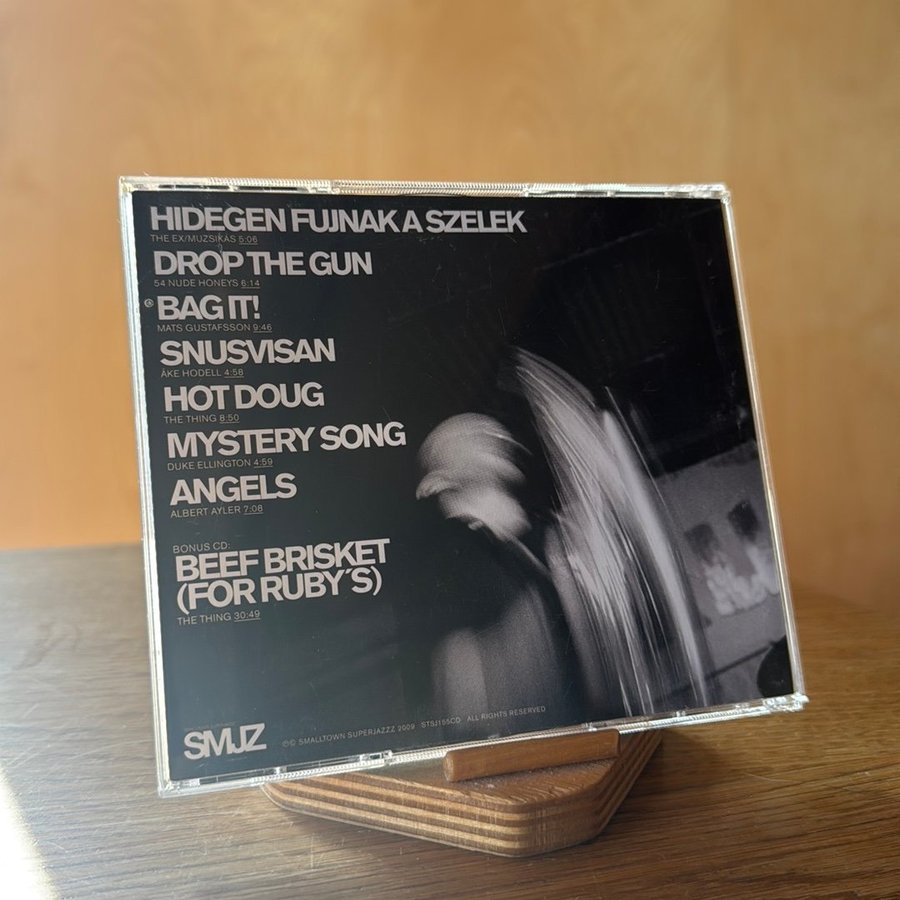 HIDEGEN FUJNAK A SZELEK
THE EX/MUZSIKAS 5:06
DROP THE GUN
54 NUDE HONEYS 6:14
BAG IT!
MATS GUSTAFSSON 9:46
SNUSVISAN
ÅKE HODELL 4:58
HOT DOUG
THE THING 8:50
MYSTERY SONG
DUKE ELLINGTON 4:59
ANGELS
ALBERT AYLER 7:08
BONUS CD:
BEEF BRISKET
(FOR RUBY´S)
THE THING 30:49
SMJZ
℗© SMALLTOWN SUPERJAZZZ 2009 STSJ155CD ALL RIGHTS RESERVED